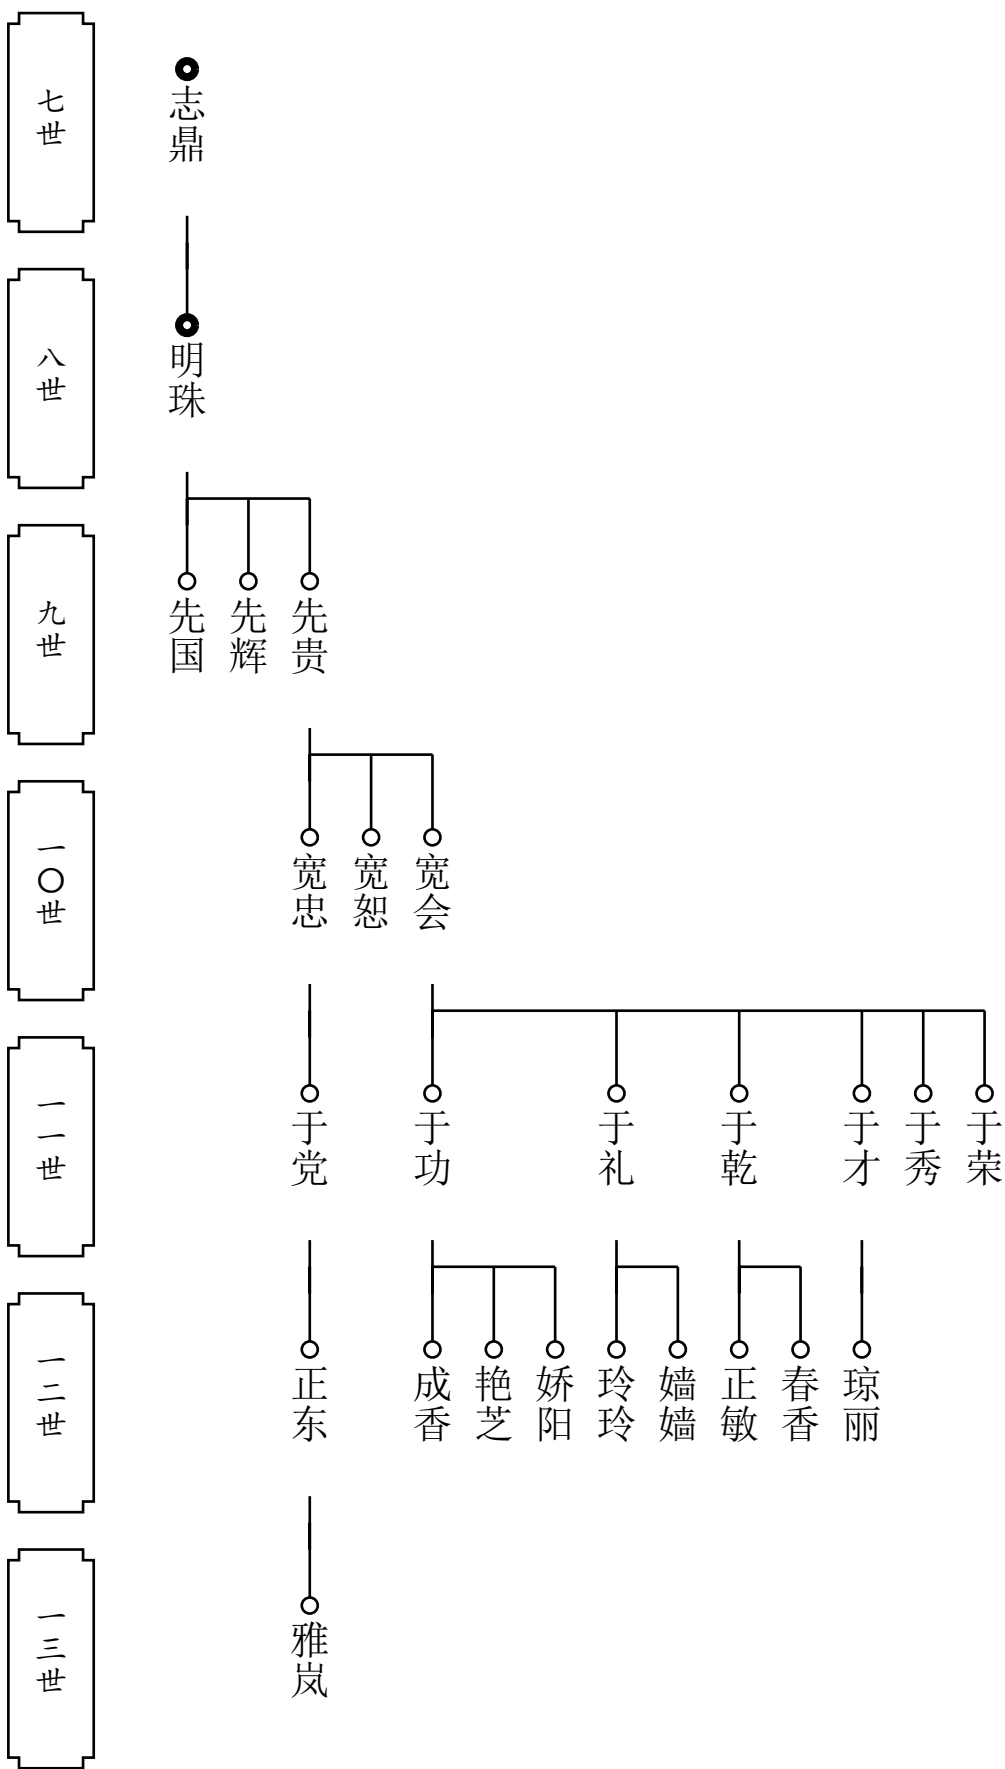 七世
志鼎
八世
明珠
九世
先国
先辉
先贵
一〇世
宽忠
宽恕
宽会
一一世
于党
于功
于礼
于乾
于才
于秀
于荣
一二世
正东
成香
艳芝
娇阳
玲玲
嫱嫱
正敏
春香
琼丽
一三世
雅岚